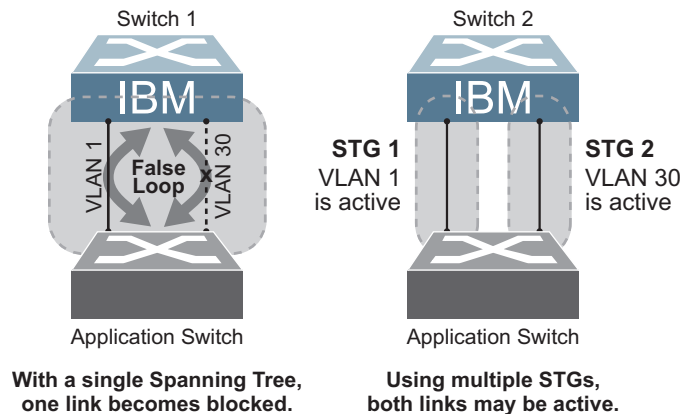 Switch 1
IBM
VLAN 1
False
Loop
x
VLAN 30
Application Switch
With a single Spanning Tree,
one link becomes blocked.
Switch 2
IBM
STG 1
VLAN 1
is active
STG 2
VLAN 30
is active
Application Switch
Using multiple STGs,
both links may be active.